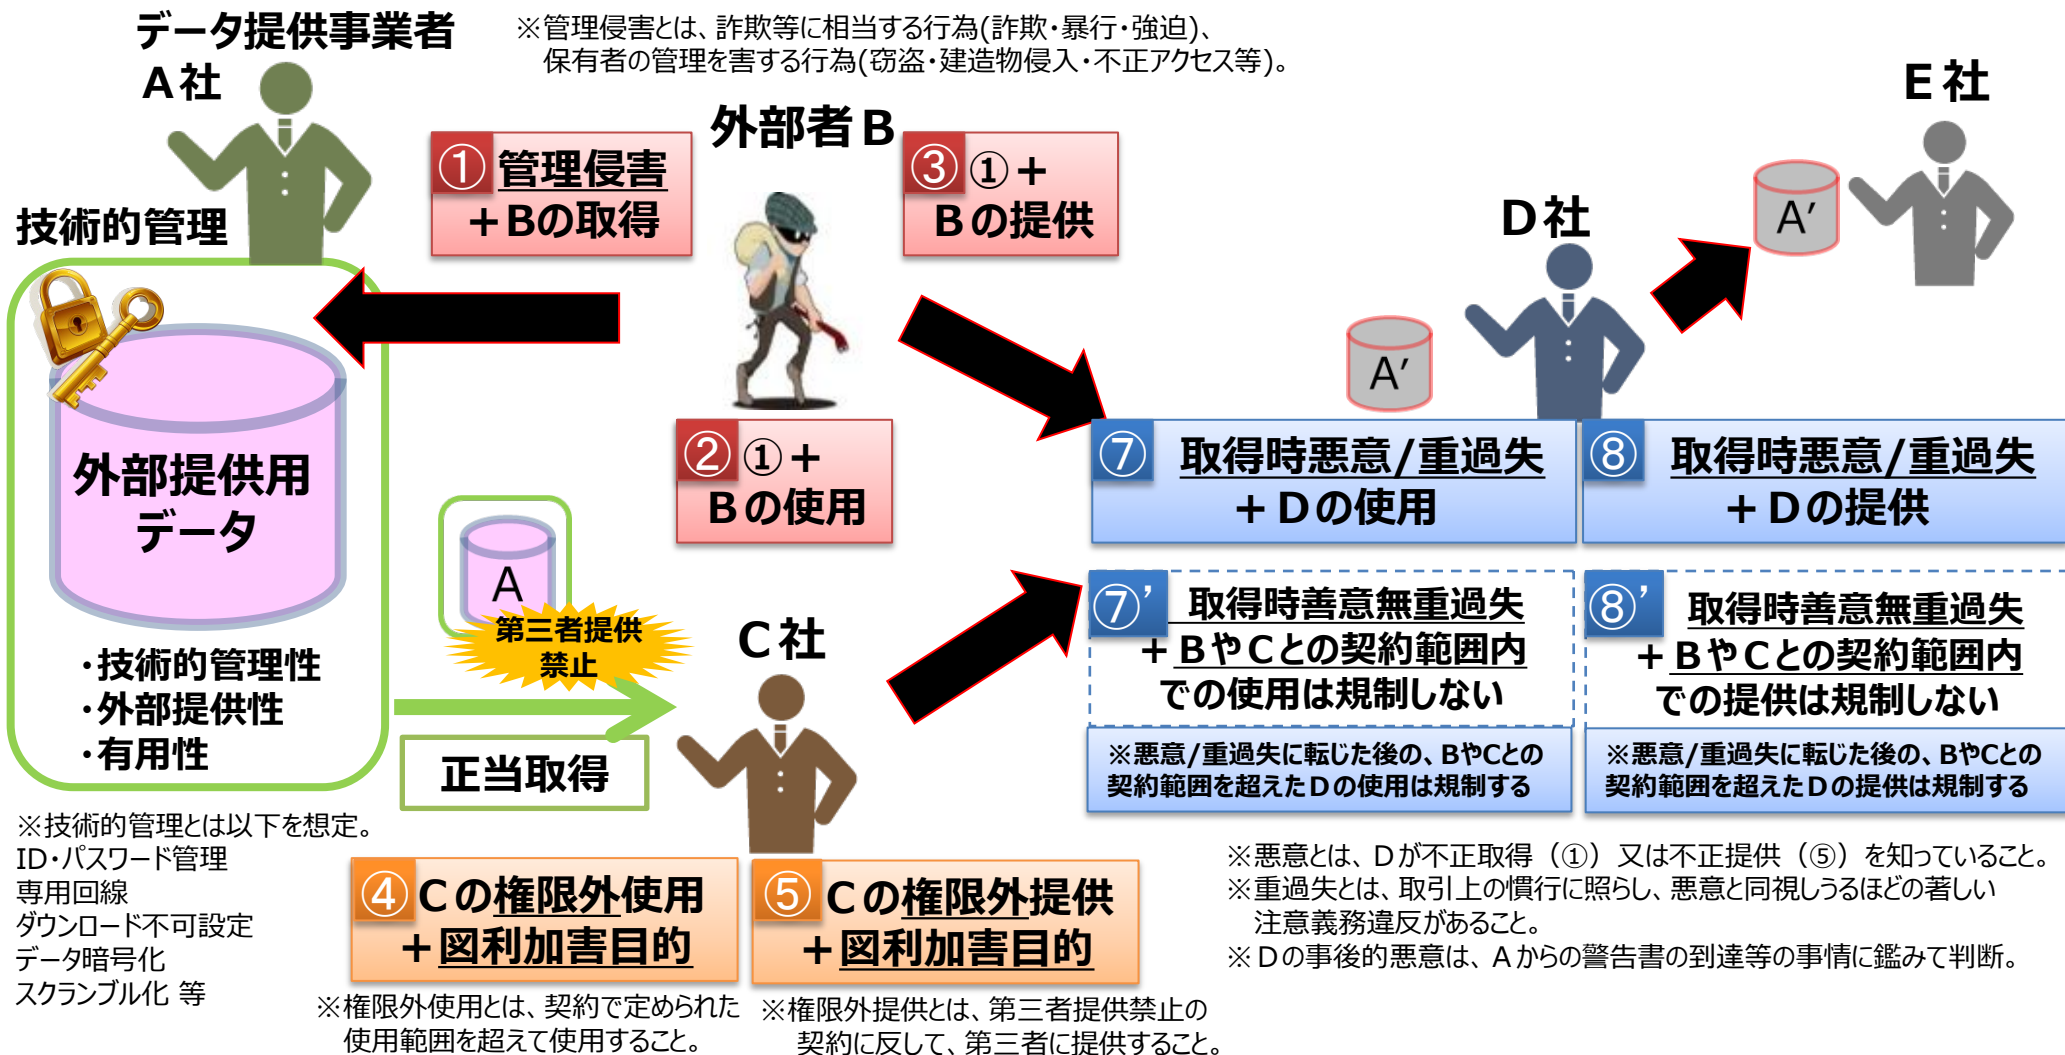 データ提供事業者
A社
※管理侵害とは、詐欺等に相当する行為(詐欺・暴行・強迫)、
保有者の管理を害する行為(窃盗・建造物侵入・不正アクセス等)。
技術的管理
外部提供用
データ
・技術的管理性
・外部提供性
・有用性
※技術的管理とは以下を想定。
ID・パスワード管理
専用回線
ダウンロード不可設定
データ暗号化
スクランブル化 等
① 管理侵害
+Bの取得
外部者B
③ ①+
Bの提供
② ①+
Bの使用
A
第三者提供
禁止
正当取得
C社
④ Cの権限外使用
+図利加害目的
※権限外使用とは、契約で定められた
使用範囲を超えて使用すること。
⑤ Cの権限外提供
+図利加害目的
※権限外提供とは、第三者提供禁止の
契約に反して、第三者に提供すること。
D社
A′
E社
A′
⑦ 取得時悪意/重過失
+Dの使用
⑧ 取得時悪意/重過失
+Dの提供
⑦’ 取得時善意無重過失
+BやCとの契約範囲内
での使用は規制しない
※悪意/重過失に転じた後の、BやCとの
契約範囲を超えたDの使用は規制する
⑧’ 取得時善意無重過失
+BやCとの契約範囲内
での提供は規制しない
※悪意/重過失に転じた後の、BやCとの
契約範囲を超えたDの提供は規制する
※悪意とは、Dが不正取得(①)又は不正提供(⑤)を知っていること。
※重過失とは、取引上の慣行に照らし、悪意と同視しうるほどの著しい
注意義務違反があること。
※Dの事後的悪意は、Aからの警告書の到達等の事情に鑑みて判断。